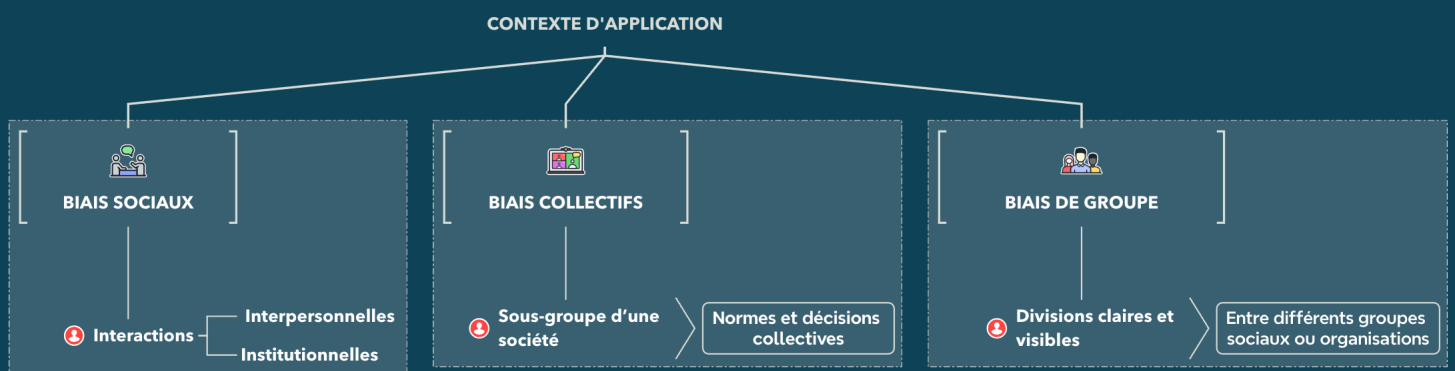 CONTEXTE D'APPLICATION
BIAIS SOCIAUX
Interactions
Interpersonnelles
Institutionnelles
BIAIS COLLECTIFS
Sous-groupe d’une
société
Normes et décisions
collectives
BIAIS DE GROUPE
Divisions claires et
visibles
Entre différents groupes
sociaux ou organisations